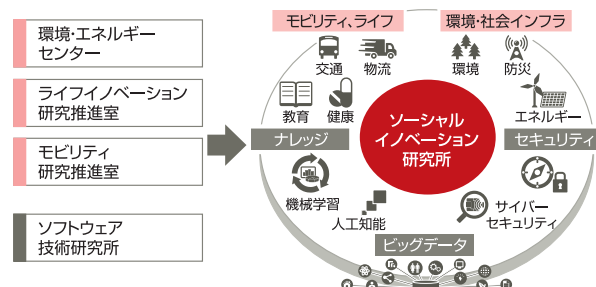 環境・エネルギー
センター
ライフイノベーション
研究推進室
モビリティ
研究推進室
ソフトウェア
技術研究所
モビリティ、ライフ
環境・社会インフラ
交通
物流
環境
防災
教育
健康
エネルギー
ソーシャル
イノベーション
研究所
ナレッジ
セキュリティ
機械学習
人工知能
サイバー
セキュリティ
ビッグデータ